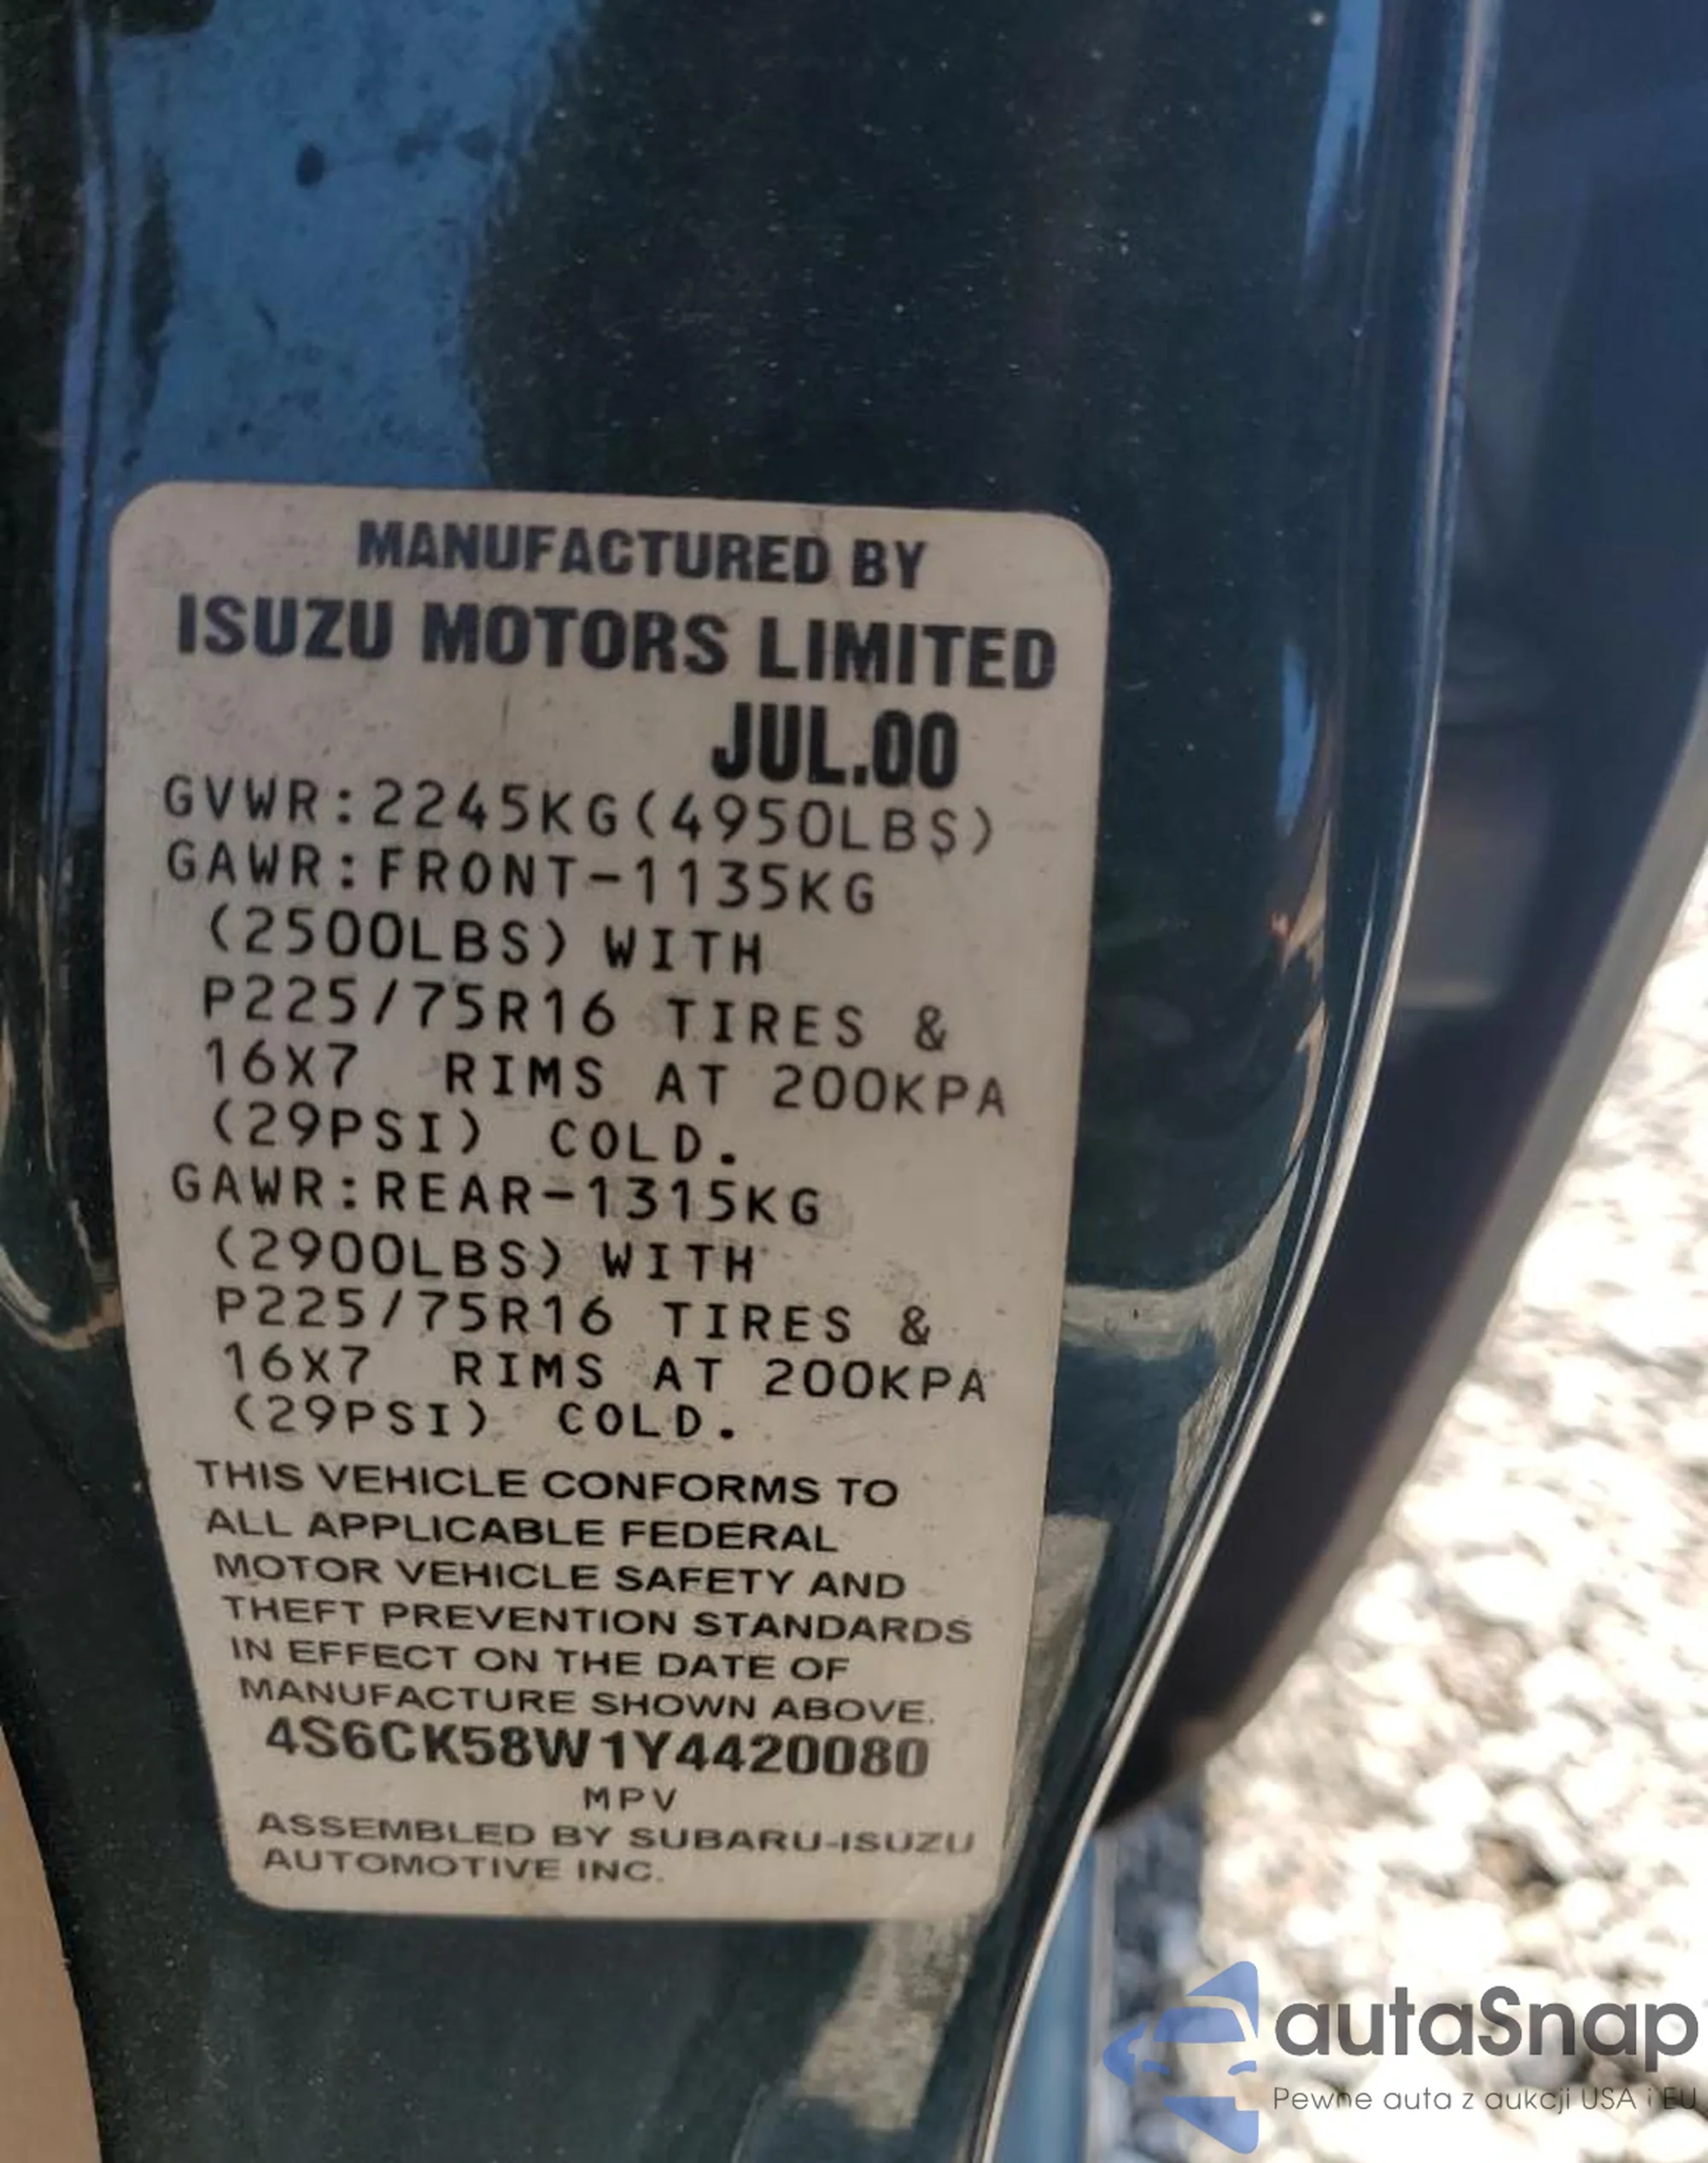 MANUFACTURED BY
ISUZU MOTORS LIMITED
JUL.00
GVWR:2245KG(4950LBS)
GAWR:FRONT-1135KG
(2500LBS) WITH
P225/75R16 TIRES &
16X7 RIMS AT 200KPA
(29PSI) COLD.
GAWR:REAR-1315KG
(2900LBS) WITH
P225/75R16 TIRES &
16X7 RIMS AT 200KPA
(29PSI) COLD.
THIS VEHICLE CONFORMS TO
ALL APPLICABLE FEDERAL
MOTOR VEHICLE SAFETY AND
THEFT PREVENTION STANDARDS
IN EFFECT ON THE DATE OF
MANUFACTURE SHOWN ABOVE.
4S6CK58W1Y4420080
MPV
ASSEMBLED BY SUBARU-ISUZU
AUTOMOTIVE INC.
autaSnap
Pewne auta z aukcji USA i EU